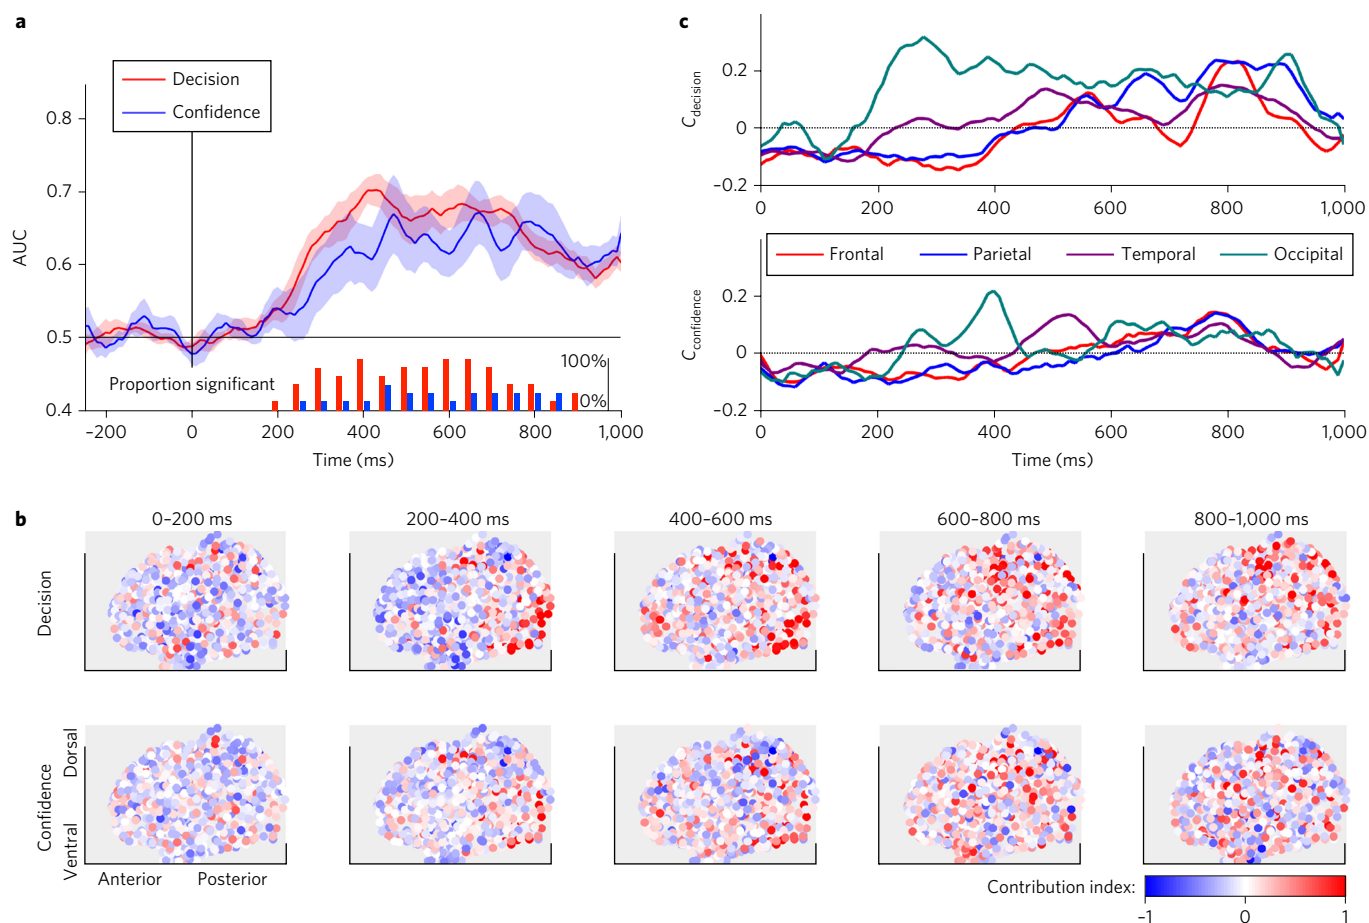 a
Decision
Confidence
AUC
0.8
0.7
0.6
0.5
0.4
Proportion significant
100%
0%
–200 0 200 400 600 800 1,000
Time (ms)
c
Cdecision
0.2
0
–0.2
0 200 400 600 800 1,000
Frontal Parietal Temporal Occipital
Cconfidence
0.2
0
–0.2
0 200 400 600 800 1,000
Time (ms)
b
0–200 ms 200–400 ms 400–600 ms 600–800 ms 800–1,000 ms
Decision
Confidence
Ventral Dorsal
Anterior Posterior
Contribution index:
–1 0 1